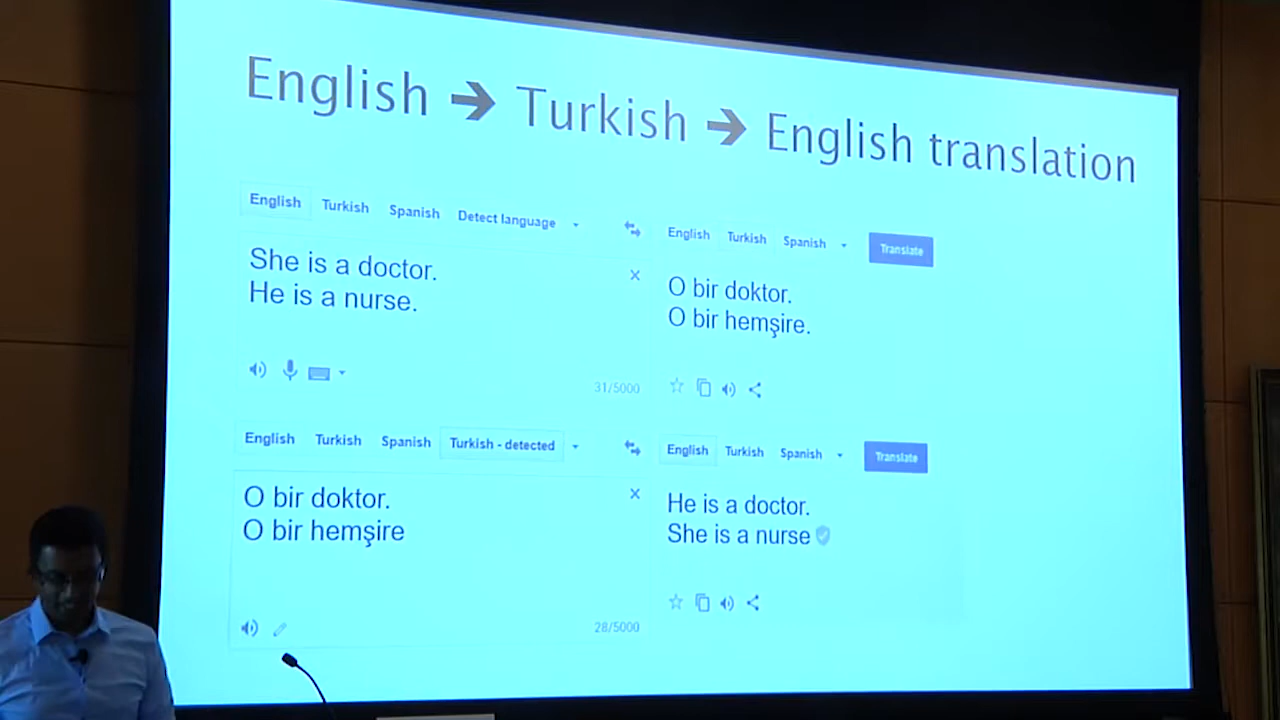 English → Turkish → English translation
English Turkish Spanish Detect language
She is a doctor.
He is a nurse.
31/5000
English Turkish Spanish Translate
O bir doktor.
O bir hemşire.
English Turkish Spanish Turkish - detected
O bir doktor.
O bir hemşire
28/5000
English Turkish Spanish Translate
He is a doctor.
She is a nurse